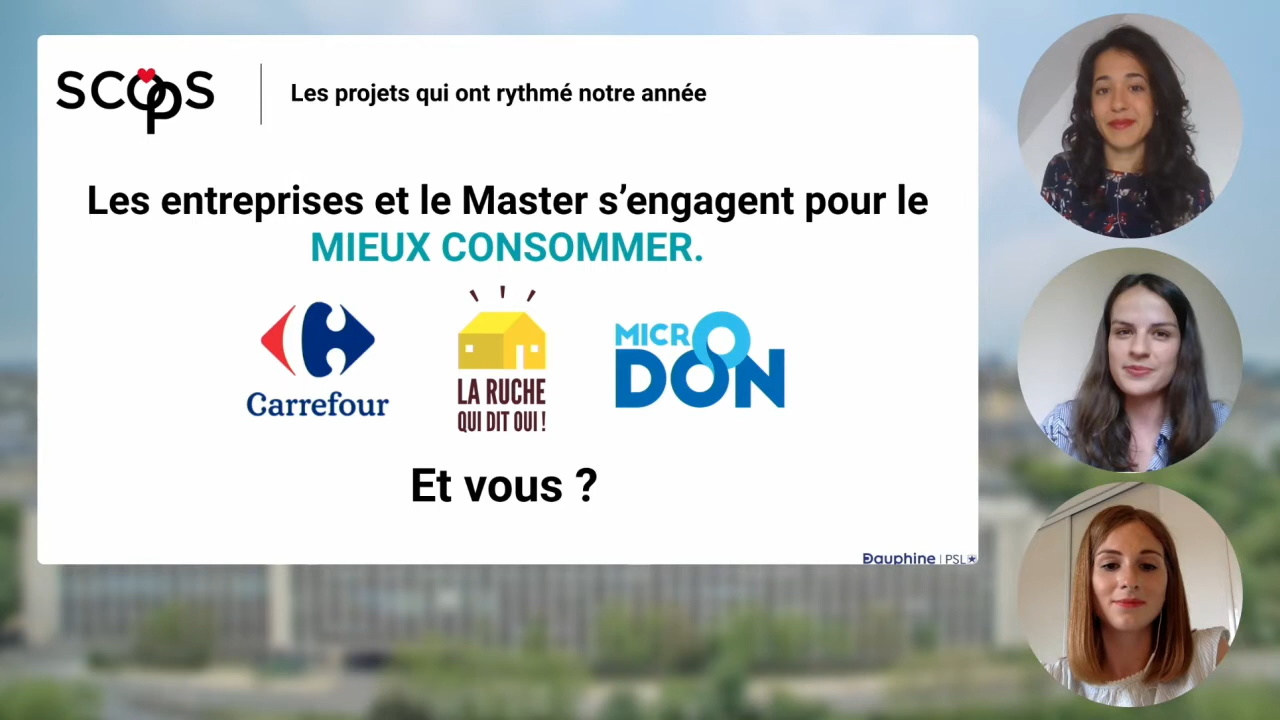 SCOPS
Les projets qui ont rythmé notre année
Les entreprises et le Master s’engagent pour le
MIEUX CONSOMMER.
Carrefour
LA RUCHE
QUI DIT OUI !
MICRO
DON
Et vous ?
Dauphine | PSL